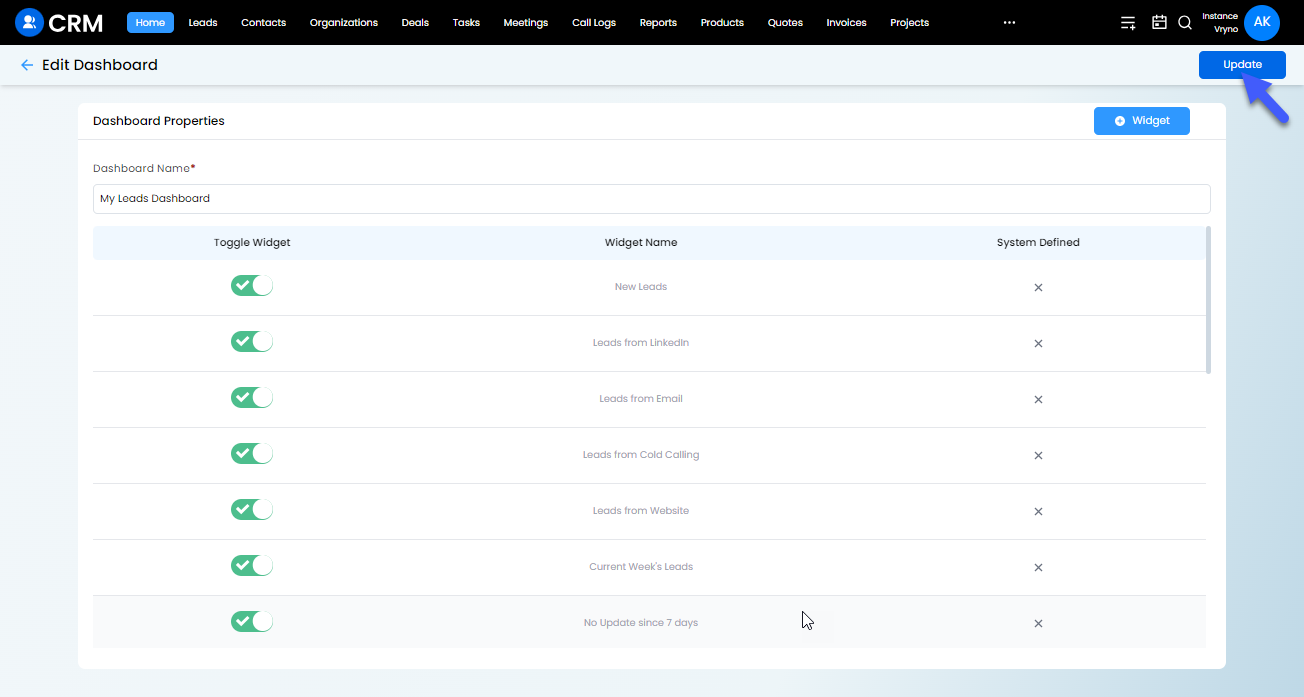 CRM Home Leads Contacts Organizations Deals Tasks Meetings Call Logs Reports Products Quotes Invoices Projects ... Instance
Vryno
AK
Edit Dashboard Update
Dashboard Properties Widget
Dashboard Name*
My Leads Dashboard
Toggle Widget Widget Name System Defined
New Leads
Leads from LinkedIn
Leads from Email
Leads from Cold Calling
Leads from Website
Current Week's Leads
No Update since 7 days